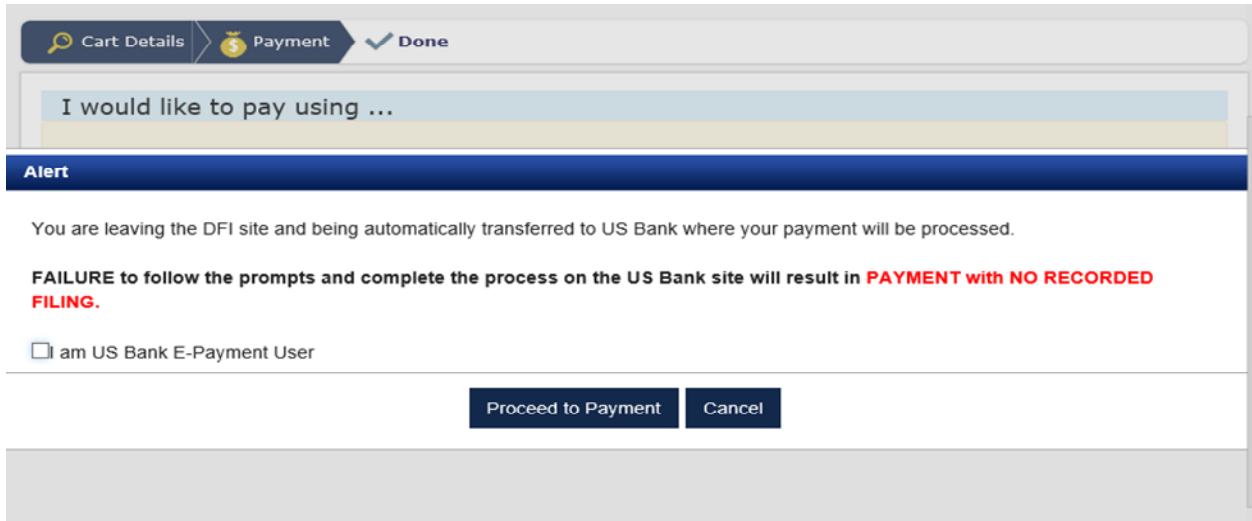 Cart Details Payment Done
I would like to pay using ...
Alert
You are leaving the DFI site and being automatically transferred to US Bank where your payment will be processed.
FAILURE to follow the prompts and complete the process on the US Bank site will result in PAYMENT with NO RECORDED
FILING.
I am US Bank E-Payment User
Proceed to Payment Cancel